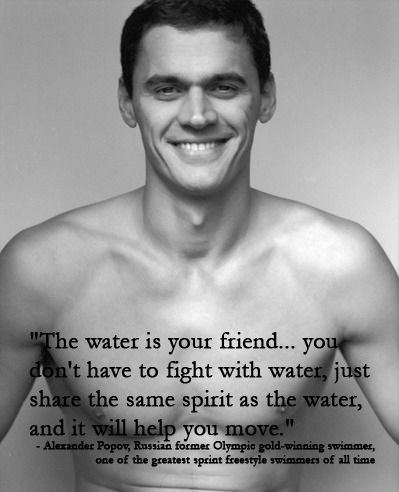 "The water is your friend... you
don't have to fight with water, just
share the same spirit as the water,
and it will help you move."
- Alexander Popov, Russian former Olympic gold-winning swimmer,
one of the greatest sprint freestyle swimmers of all time